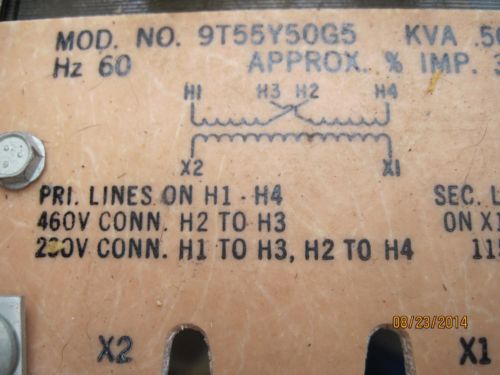 MOD. NO. 9T55Y50G5 KVA
Hz 60 APPROX. % IMP.
H1 H3 H2 H4
X2 X1
PRI. LINES ON H1 - H4 SEC.
460V CONN. H2 TO H3 ON X1
230V CONN. H1 TO H3, H2 TO H4
X2 X1
08/23/2014